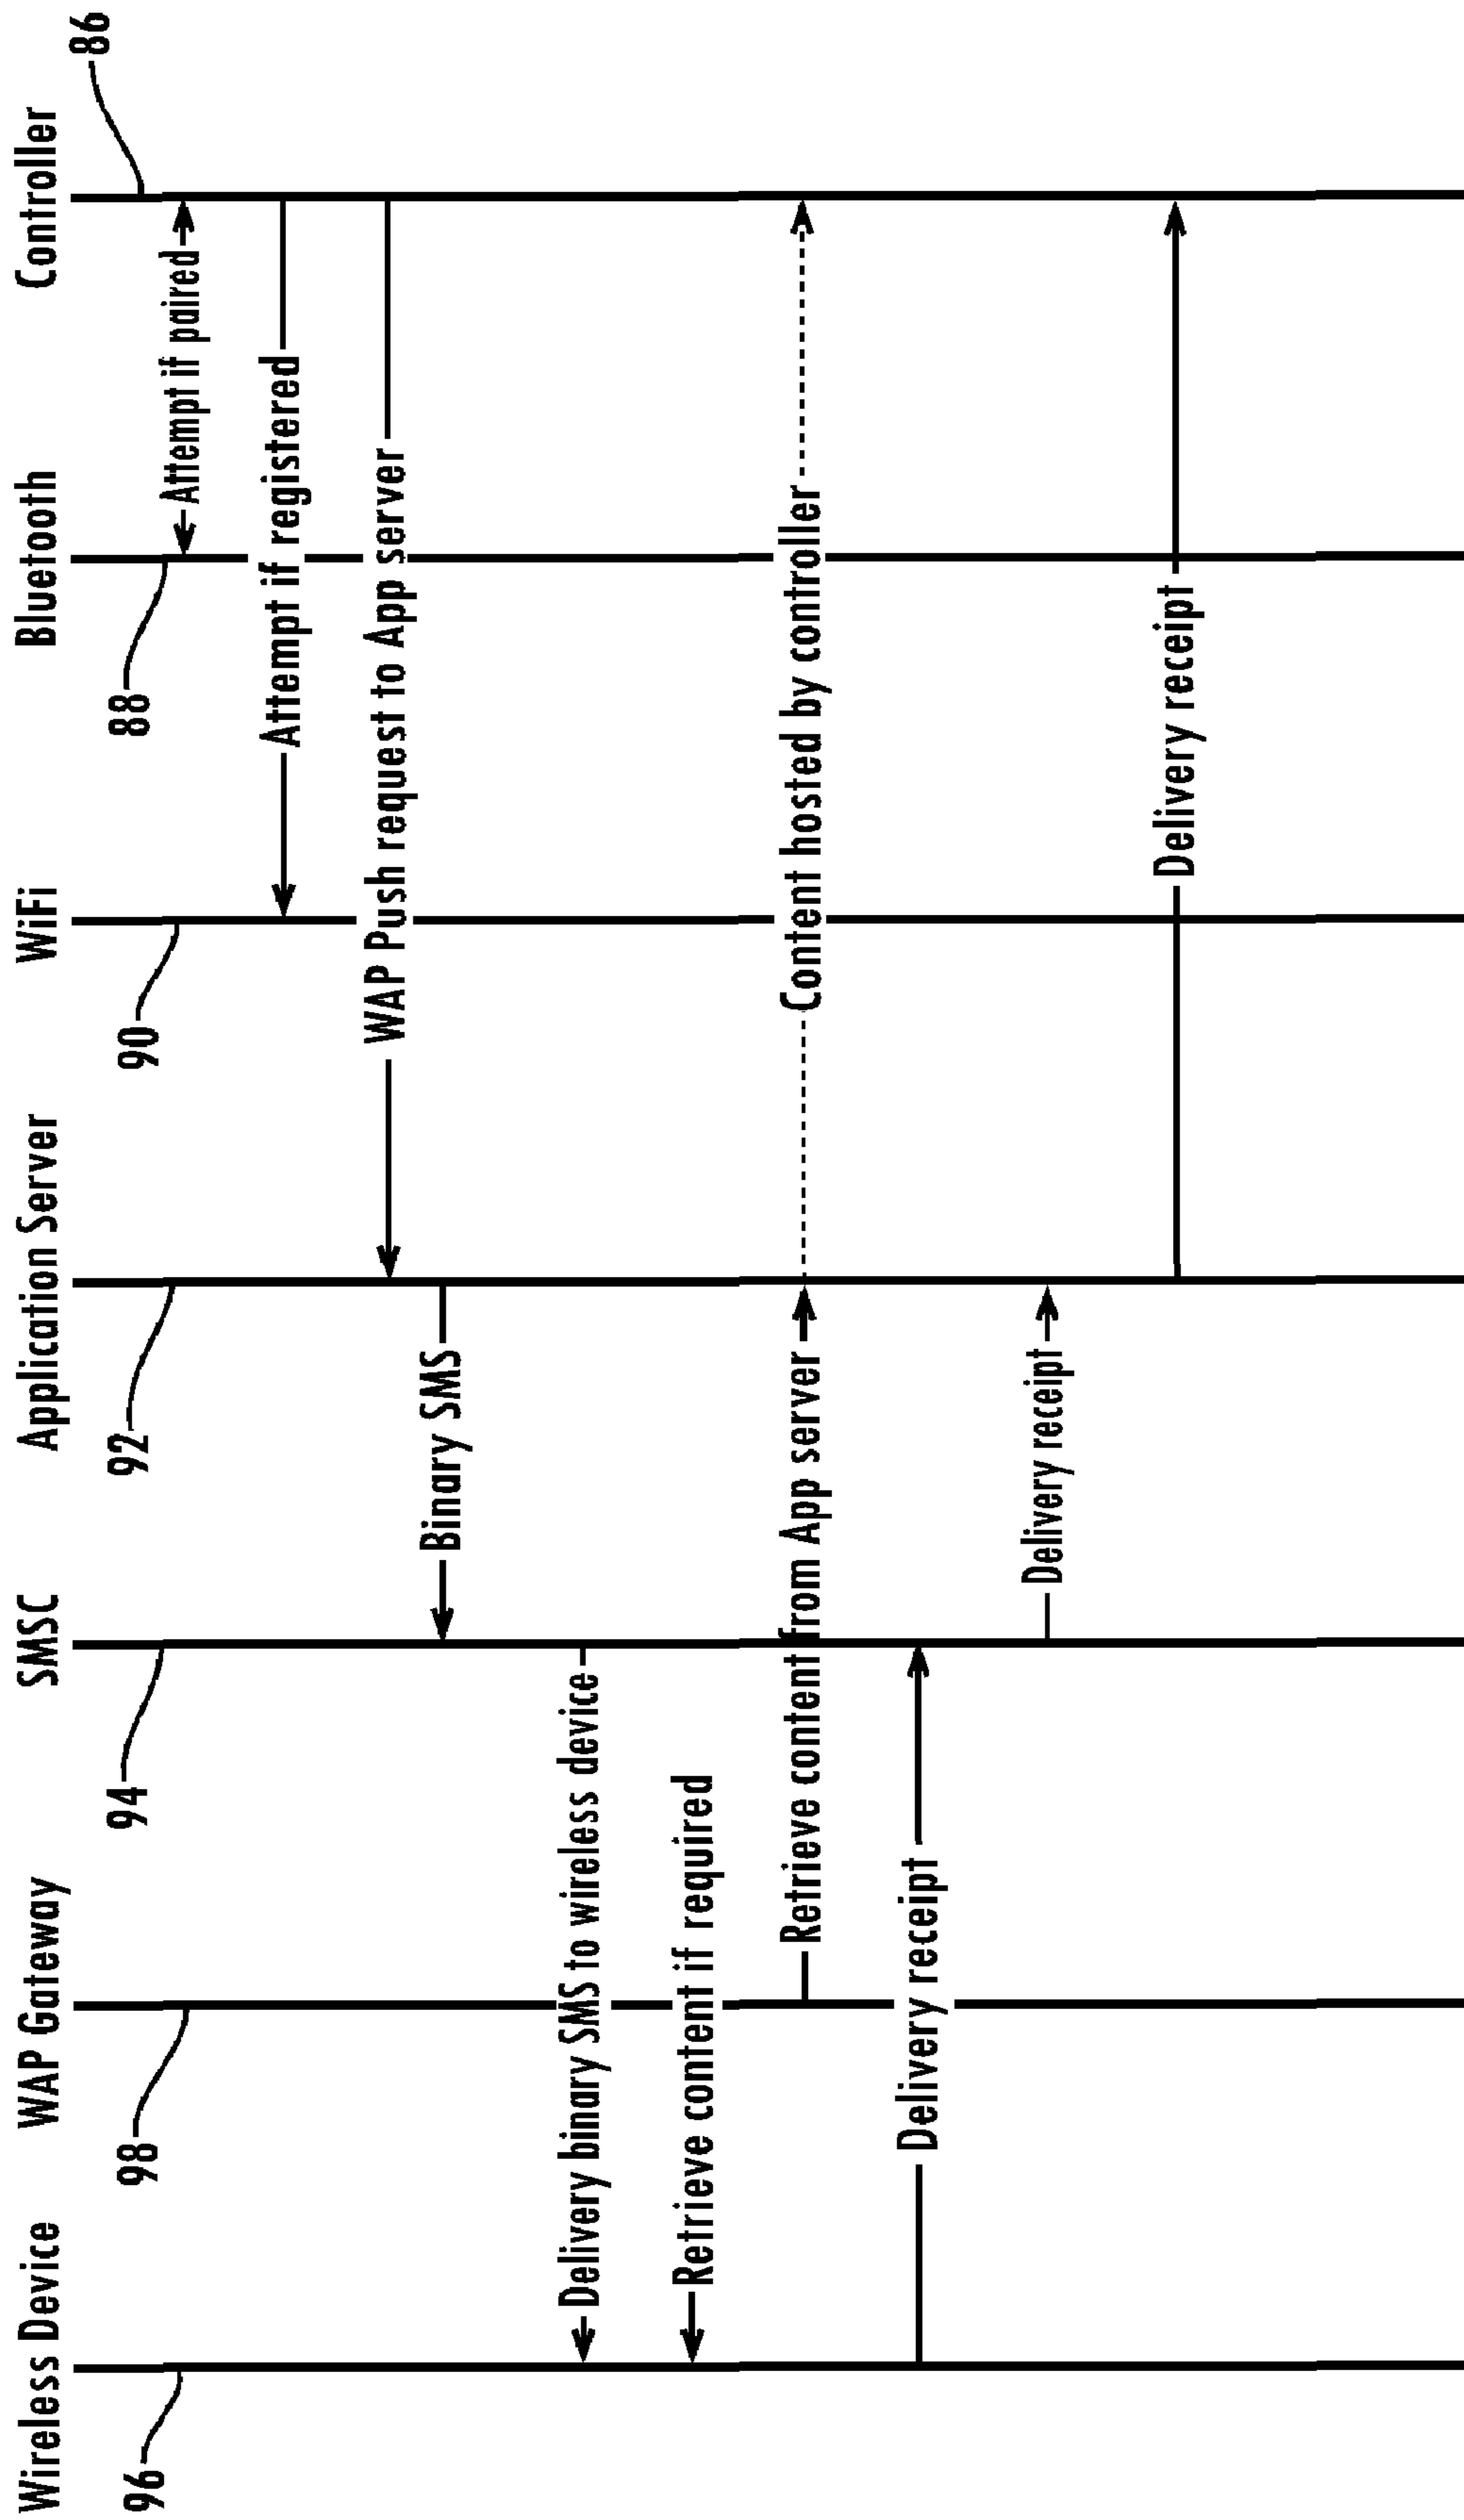 Wireless Device
WAP Gateway
SMSC
Application Server
WiFi
Bluetooth
Controller
96
98
94
92
90
88
86
Attempt if paired
Attempt if registered
WAP Push request to App server
Binary SMS
Delivery binary SMS to wireless device
Retrieve content if required
Retrieve content from App server
Content hosted by controller
Delivery receipt
Delivery receipt
Delivery receipt